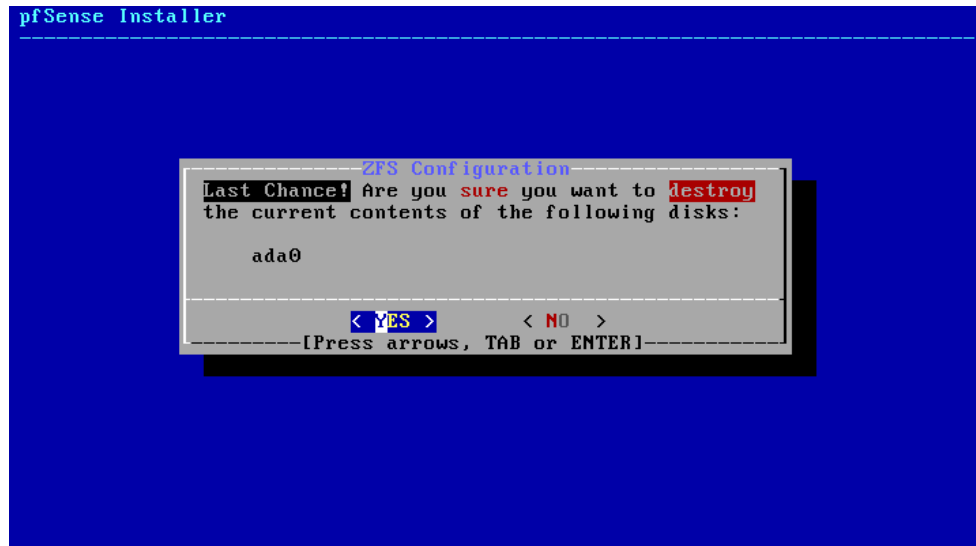 pfSense Installer
ZFS Configuration
Last Chance! Are you sure you want to destroy
the current contents of the following disks:
ada0
< YES > < NO >
[Press arrows, TAB or ENTER]